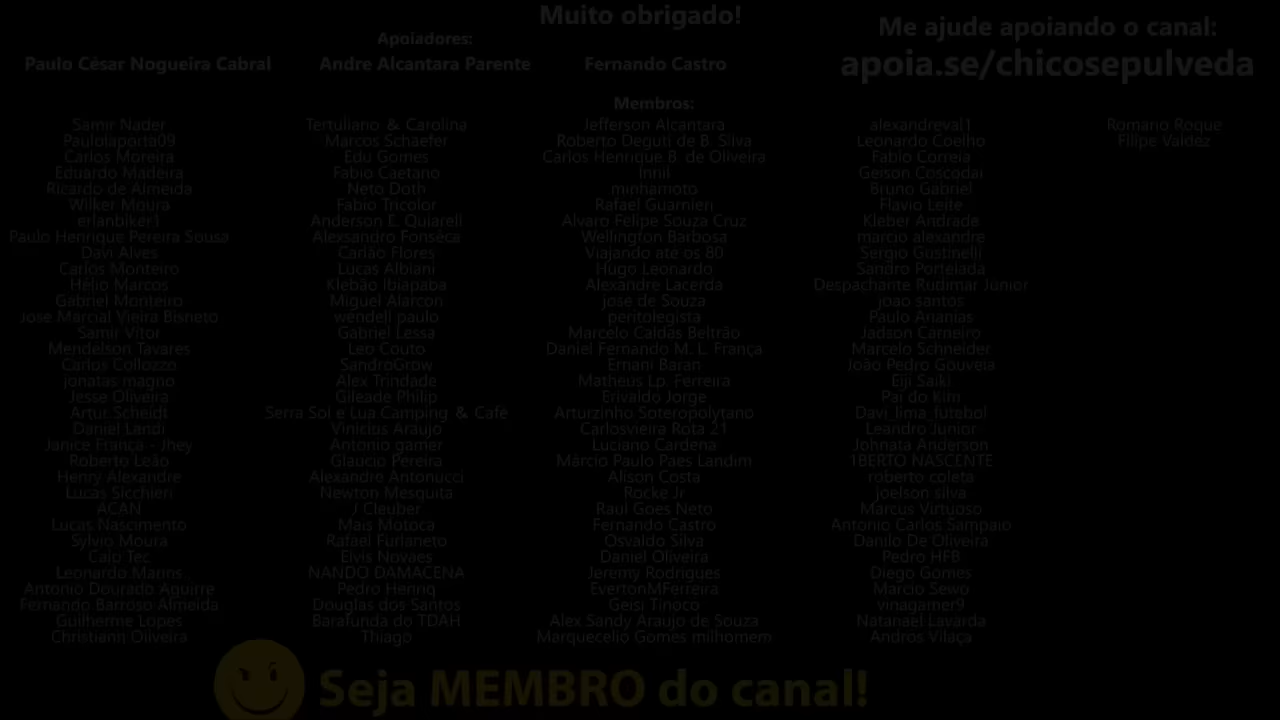 Muito obrigado!
Me ajude apoiando o canal:
apoia.se/chicosepulveda
Apoiadores:
Paulo César Nogueira Cabral
Andre Alcantara Parente
Fernando Castro
Membros:
Samir Nader
Paulolaporta09
Carlos Moreira
Eduardo Madeira
Ricardo de Almeida
Wilker Moura
erlanbiker1
Paulo Henrique Pereira Sousa
Davi Alves
Carlos Monteiro
Hélio Marcos
Gabriel Monteiro
Jose Marcial Vieira Bisneto
Samir Vitor
Mendelson Tavares
Carlos Collozzo
jonatas magno
Jesse Oliveira
Artur Scheidt
Daniel Landi
Janice França - Jhey
Roberto Leão
Henry Alexandre
Lucas Sicchieri
ACAN
Lucas Nascimento
Sylvio Moura
Calci Tec
Leonardo Manns
Antonio Dourado Aguirre
Fernando Barroso Almeida
Guilherme Lopes
Christiann Oliveira
Tertuliano & Carolina
Marcos Schaefer
Edu Gomes
Fabio Caetano
Neto Doth
Fabio Tricolor
Anderson E. Quiareli
Alexsandro Fonsêca
Carlão Flores
Lucas Albiani
Klebão Ibiapaba
Miguel Alarcon
wendell paulo
Gabriel Lessa
Leo Couto
SandroGrow
Alex Trindade
Gileade Philip
Serra Sol e Lua Camping & Cafe
Vinicius Araujo
Antonio gamer
Glaucio Pereira
Alexandre Antonucci
Newton Mesquita
J Cleuber
Mais Motoca
Rafael Furlaneto
Elvis Novaes
NANDO DAMACENA
Pedro Henriq
Douglas dos Santos
Barafunda do TDAH
Thiago
Jefferson Alcantara
Roberto Deguti de B. Silva
Carlos Henrique B. de Oliveira
Innil
minhamoto
Rafael Guarnieri
Alvaro Felipe Souza Cruz
Wellington Barbosa
Viajando até os 80
Hugo Leonardo
Alexandre Lacerda
jose de Souza
peritolegista
Marcelo Caldas Beltrão
Daniel Fernando M. L. França
Ernani Baran
Matheus Lp. Ferreira
Erivaldo Jorge
Arturzinho Soteropolytano
Carlosvieira Rota 21
Luciano Cardena
Márcio Paulo Paes Landim
Alison Costa
Rocke Jr
Raul Goes Neto
Fernando Castro
Osvaldo Silva
Daniel Oliveira
Jeremy Rodrigues
EvertonMFerreira
Geisi Tinoco
Alex Sandy Araujo de Souza
Marquecelio Gomes milhomem
alexandreval1
Leonardo Coelho
Fabio Correia
Gerson Coscodai
Bruno Gabriel
Flavio Leite
Kleber Andrade
marcio alexandre
Sergio Gustinelli
Sandro Portelada
Despachante Rudimar Junior
joao santos
Paulo Ananias
Jadson Carneiro
Marcelo Schneider
João Pedro Gouveia
Eiji Saiki
Pai do Kim
Davi_lima_futebol
Leandro Junior
Johnata Anderson
1BERTO NASCENTE
roberto coleta
joelson silva
Marcus Virtuoso
Antonio Carlos Sampaio
Danilo De Oliveira
Pedro HFB
Diego Gomes
Marcio Sewo
vinagamer9
Natanael Lavarda
Andros Vilaça
Romario Roque
Filipe Valdez
Seja MEMBRO do canal!